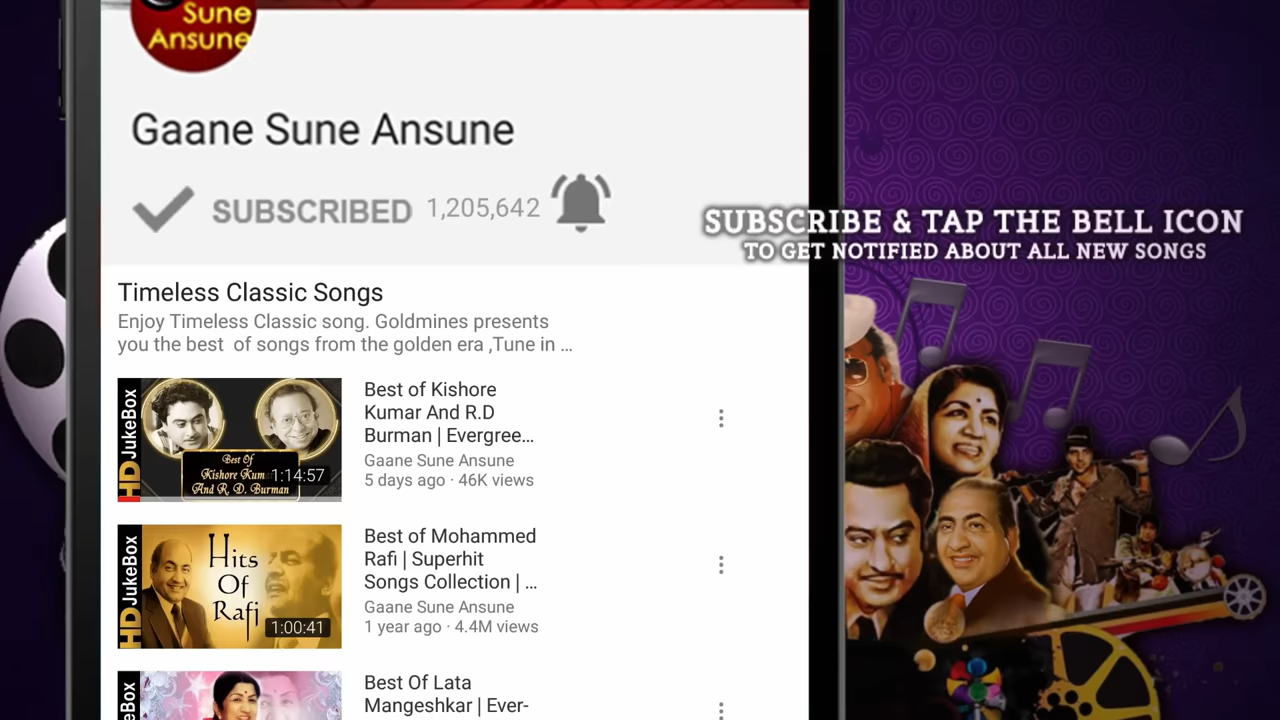 Sune
Ansune
Gaane Sune Ansune
SUBSCRIBED 1,205,642
SUBSCRIBE & TAP THE BELL ICON
TO GET NOTIFIED ABOUT ALL NEW SONGS
Timeless Classic Songs
Enjoy Timeless Classic song. Goldmines presents
you the best of songs from the golden era ,Tune in ...
HD JukeBox
Best Of
Kishore Kum
And R. D. Burman
1:14:57
Best of Kishore
Kumar And R.D
Burman | Evergree...
Gaane Sune Ansune
5 days ago · 46K views
HD JukeBox
Hits
Of
Rafi
1:00:41
Best of Mohammed
Rafi | Superhit
Songs Collection | ...
Gaane Sune Ansune
1 year ago · 4.4M views
eBox
Best Of Lata
Mangeshkar | Ever-